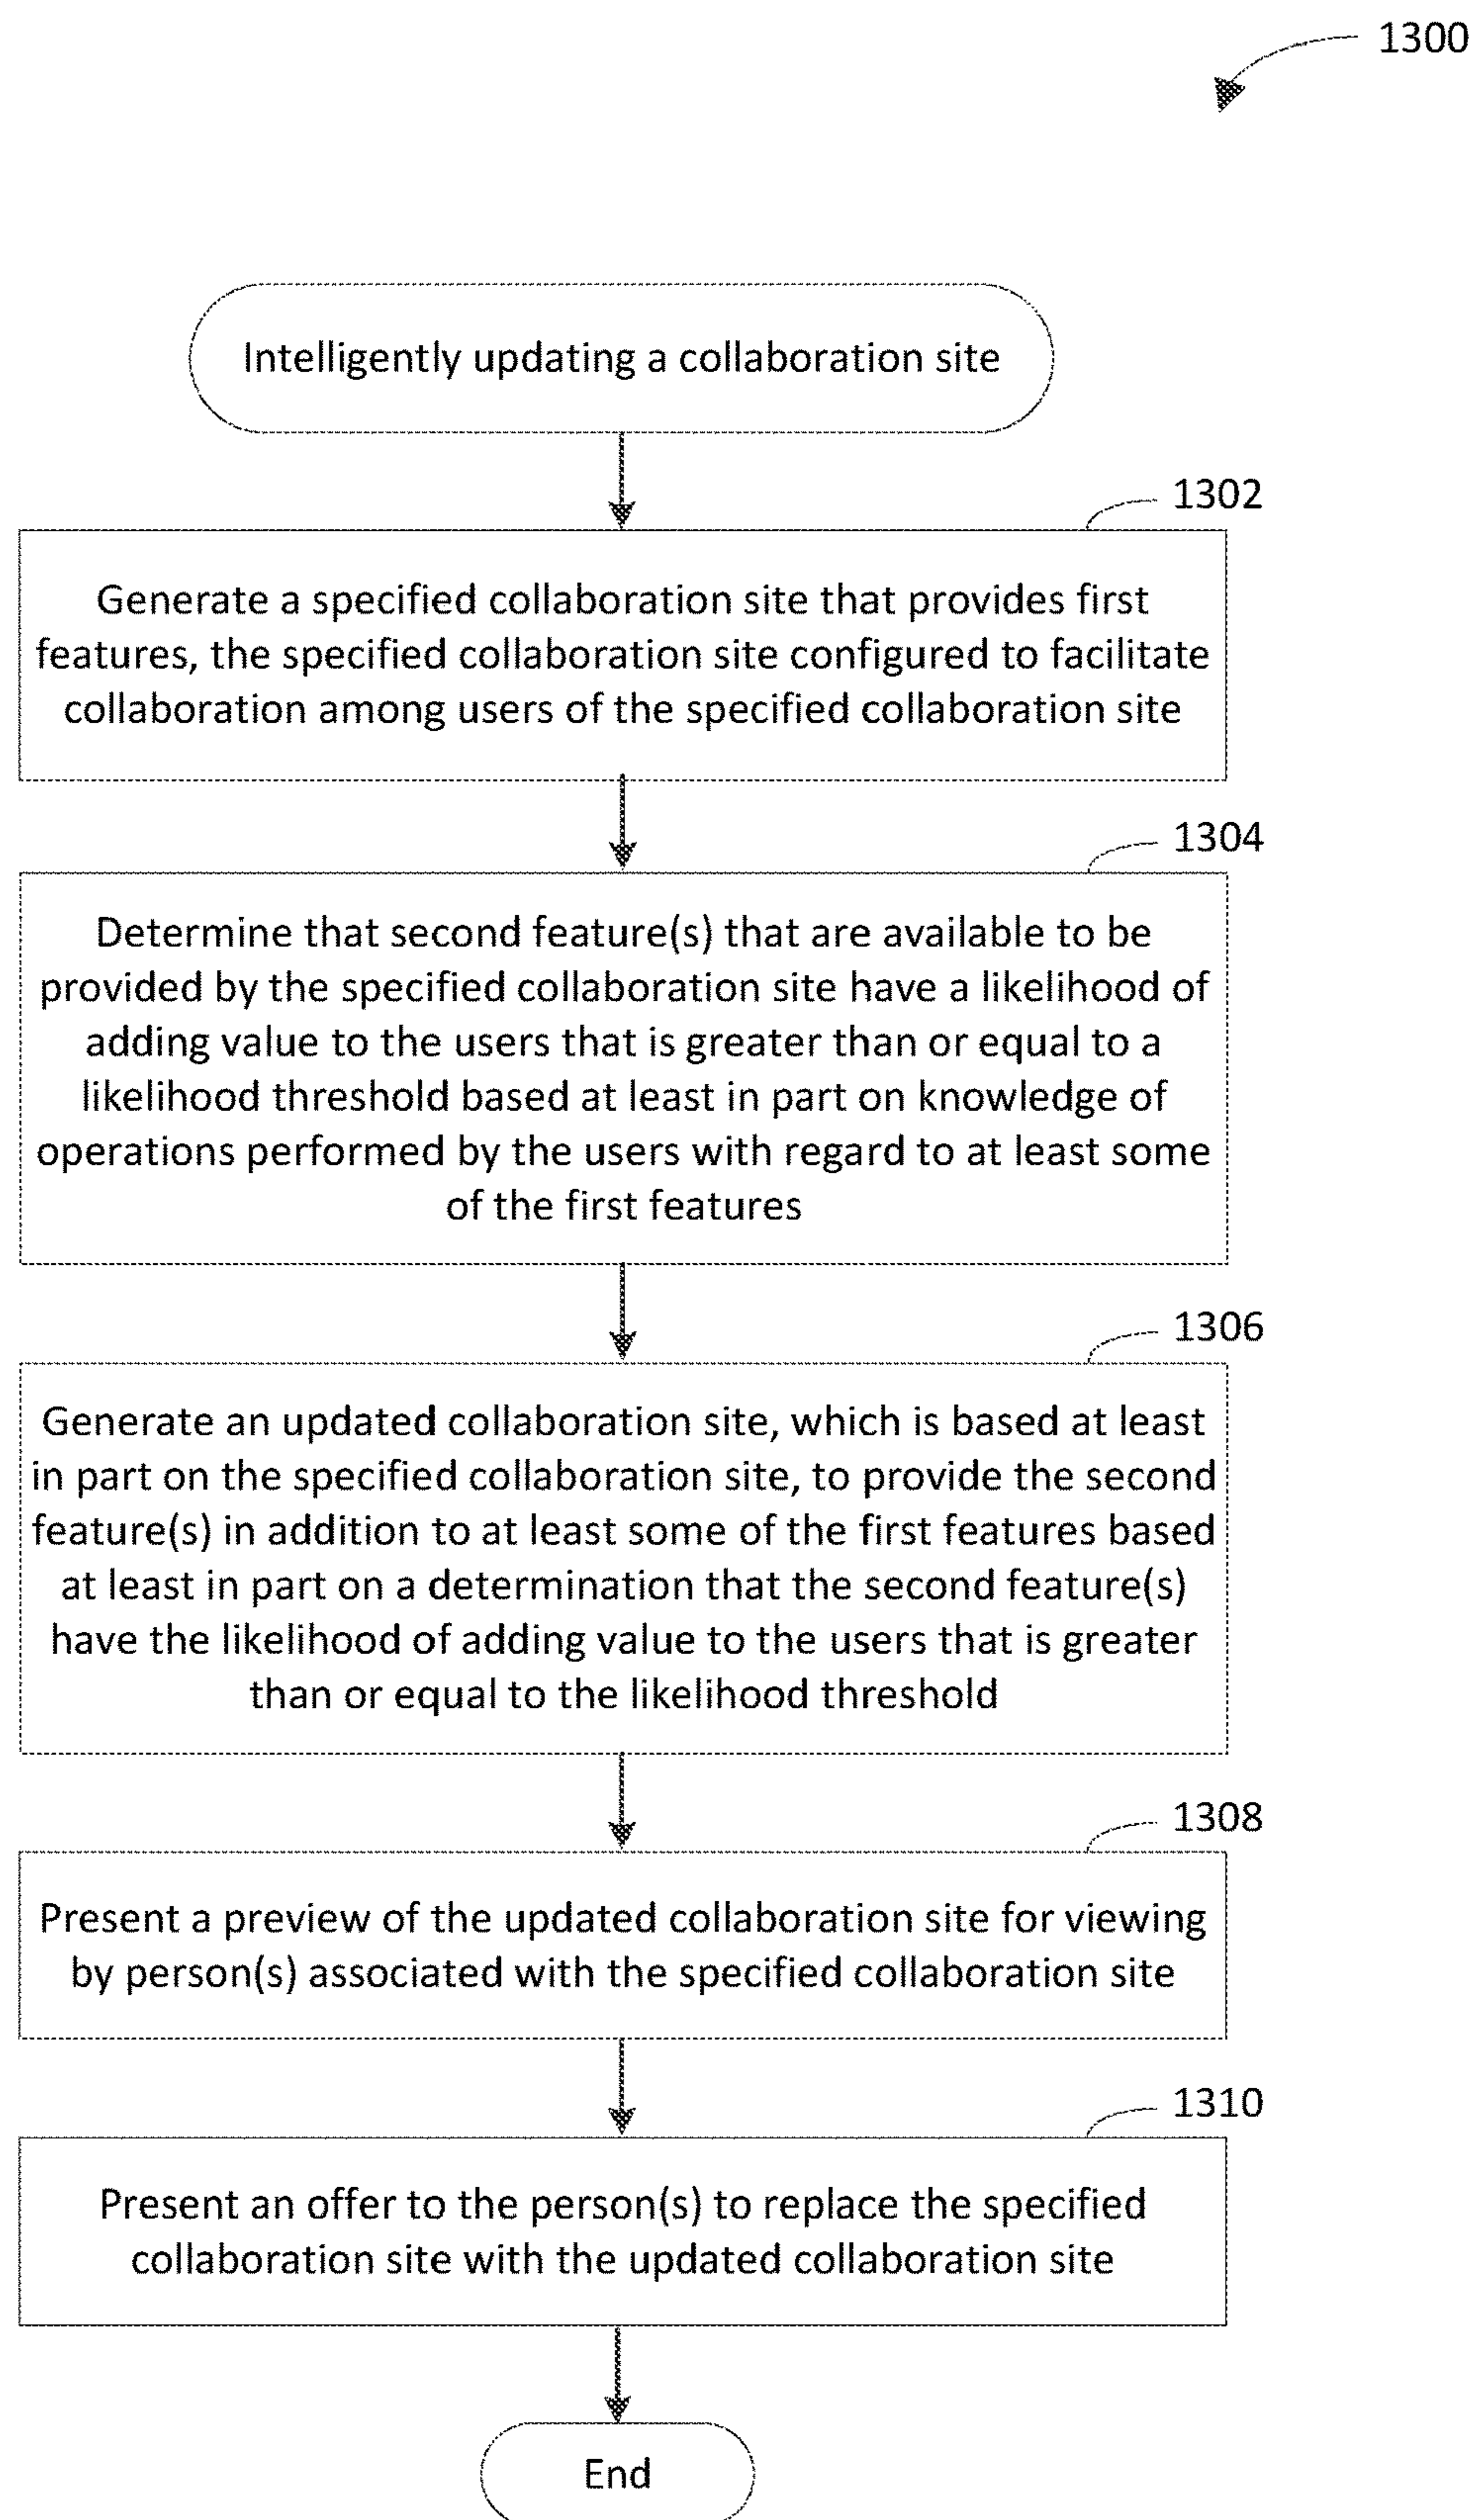 1300
Intelligently updating a collaboration site
1302
Generate a specified collaboration site that provides first
features, the specified collaboration site configured to facilitate
collaboration among users of the specified collaboration site
1304
Determine that second feature(s) that are available to be
provided by the specified collaboration site have a likelihood of
adding value to the users that is greater than or equal to a
likelihood threshold based at least in part on knowledge of
operations performed by the users with regard to at least some
of the first features
1306
Generate an updated collaboration site, which is based at least
in part on the specified collaboration site, to provide the second
feature(s) in addition to at least some of the first features based
at least in part on a determination that the second feature(s)
have the likelihood of adding value to the users that is greater
than or equal to the likelihood threshold
1308
Present a preview of the updated collaboration site for viewing
by person(s) associated with the specified collaboration site
1310
Present an offer to the person(s) to replace the specified
collaboration site with the updated collaboration site
End